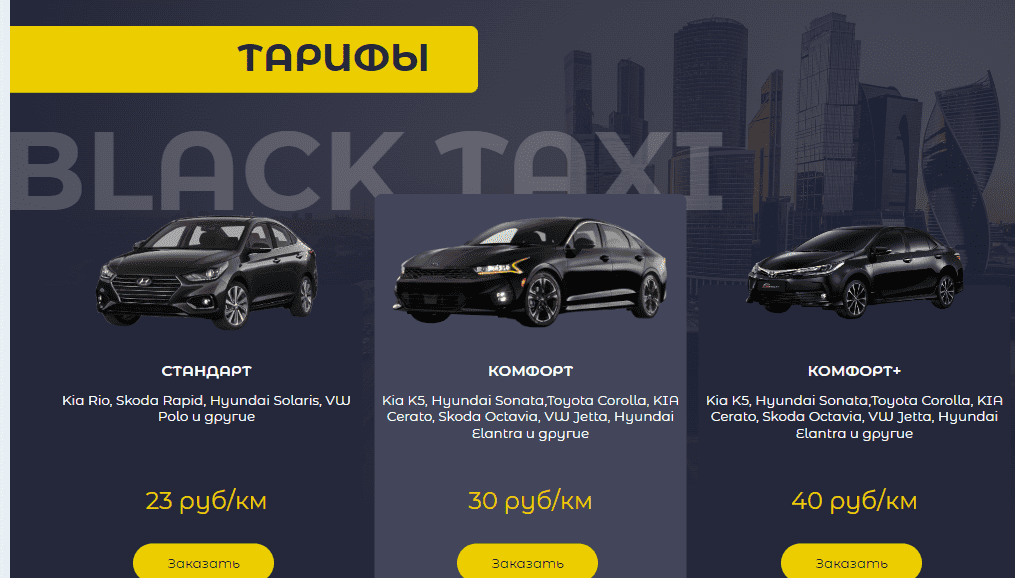 ТАРИФЫ
BLACK TAXI
СТАНДАРТ
Kia Rio, Skoda Rapid, Hyundai Solaris, VW
Polo и другие
23 руб/км
Заказать
КОМФОРТ
Kia K5, Hyundai Sonata,Toyota Corolla, KIA
Cerato, Skoda Octavia, VW Jetta, Hyundai
Elantra и другие
30 руб/км
Заказать
КОМФОРТ+
Kia K5, Hyundai Sonata,Toyota Corolla, KIA
Cerato, Skoda Octavia, VW Jetta, Hyundai
Elantra и другие
40 руб/км
Заказать